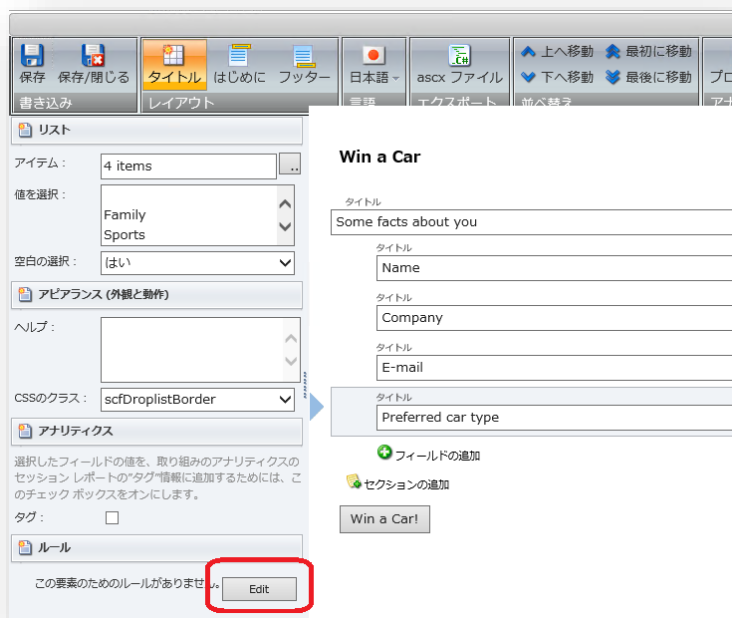 保存 保存/閉じる タイトル はじめに フッター 日本語 ascx ファイル 上へ移動 最初に移動
下へ移動 最後に移動
書き込み レイアウト 言語 エクスポート 並べ替え
リスト
アイテム： 4 items ..
値を選択： Family
Sports
空白の選択： はい
アピアランス (外観と動作)
ヘルプ：
CSSのクラス： scfDroplistBorder
アナリティクス
選択したフィールドの値を、取り組みのアナリティクスの
セッション レポートの"タグ"情報に追加するためには、こ
のチェック ボックスをオンにします。
タグ：
ルール
この要素のためのルールがありません。 Edit
Win a Car
タイトル
Some facts about you
タイトル
Name
タイトル
Company
タイトル
E-mail
タイトル
Preferred car type
フィールドの追加
セクションの追加
Win a Car!